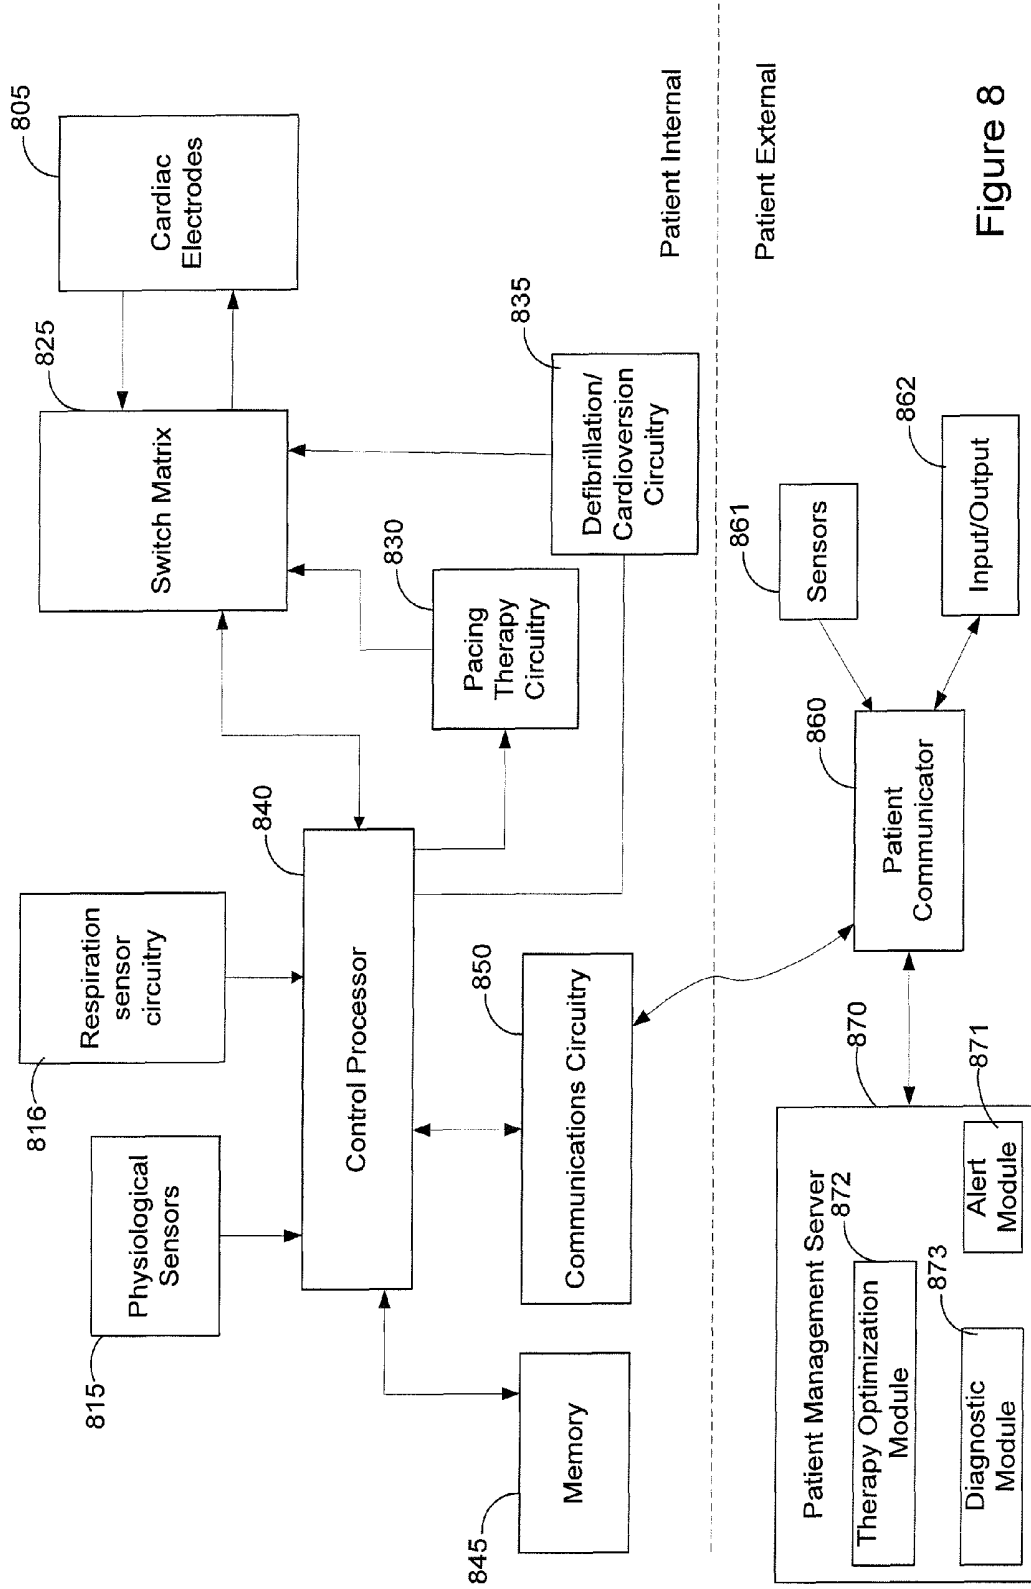 805
Cardiac
Electrodes
825
Switch Matrix
835
Defibrillation/
Cardioversion
Circuitry
830
Pacing
Therapy
Circuitry
Respiration
sensor
circuitry
816
840
Control Processor
Physiological
Sensors
815
850
Communications Circuitry
Memory
845
Patient Internal
Patient External
861
Sensors
862
Input/Output
860
Patient
Communicator
870
Patient Management Server
872
Therapy Optimization
Module
871
Alert
Module
873
Diagnostic
Module
Figure 8